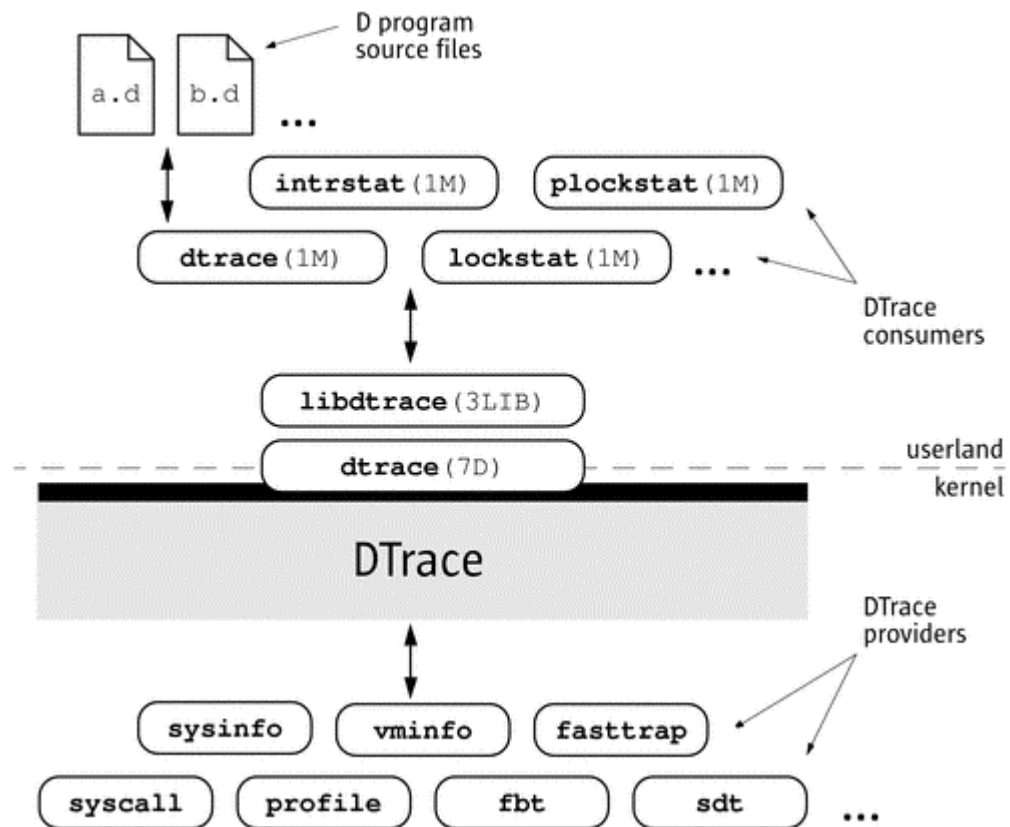 D program
source files
a.d
b.d
...
intrstat(1M)
plockstat(1M)
dtrace(1M)
lockstat(1M)
...
DTrace
consumers
libdtrace(3LIB)
dtrace(7D)
userland
kernel
DTrace
DTrace
providers
sysinfo
vminfo
fasttrap
syscall
profile
fbt
sdt
...